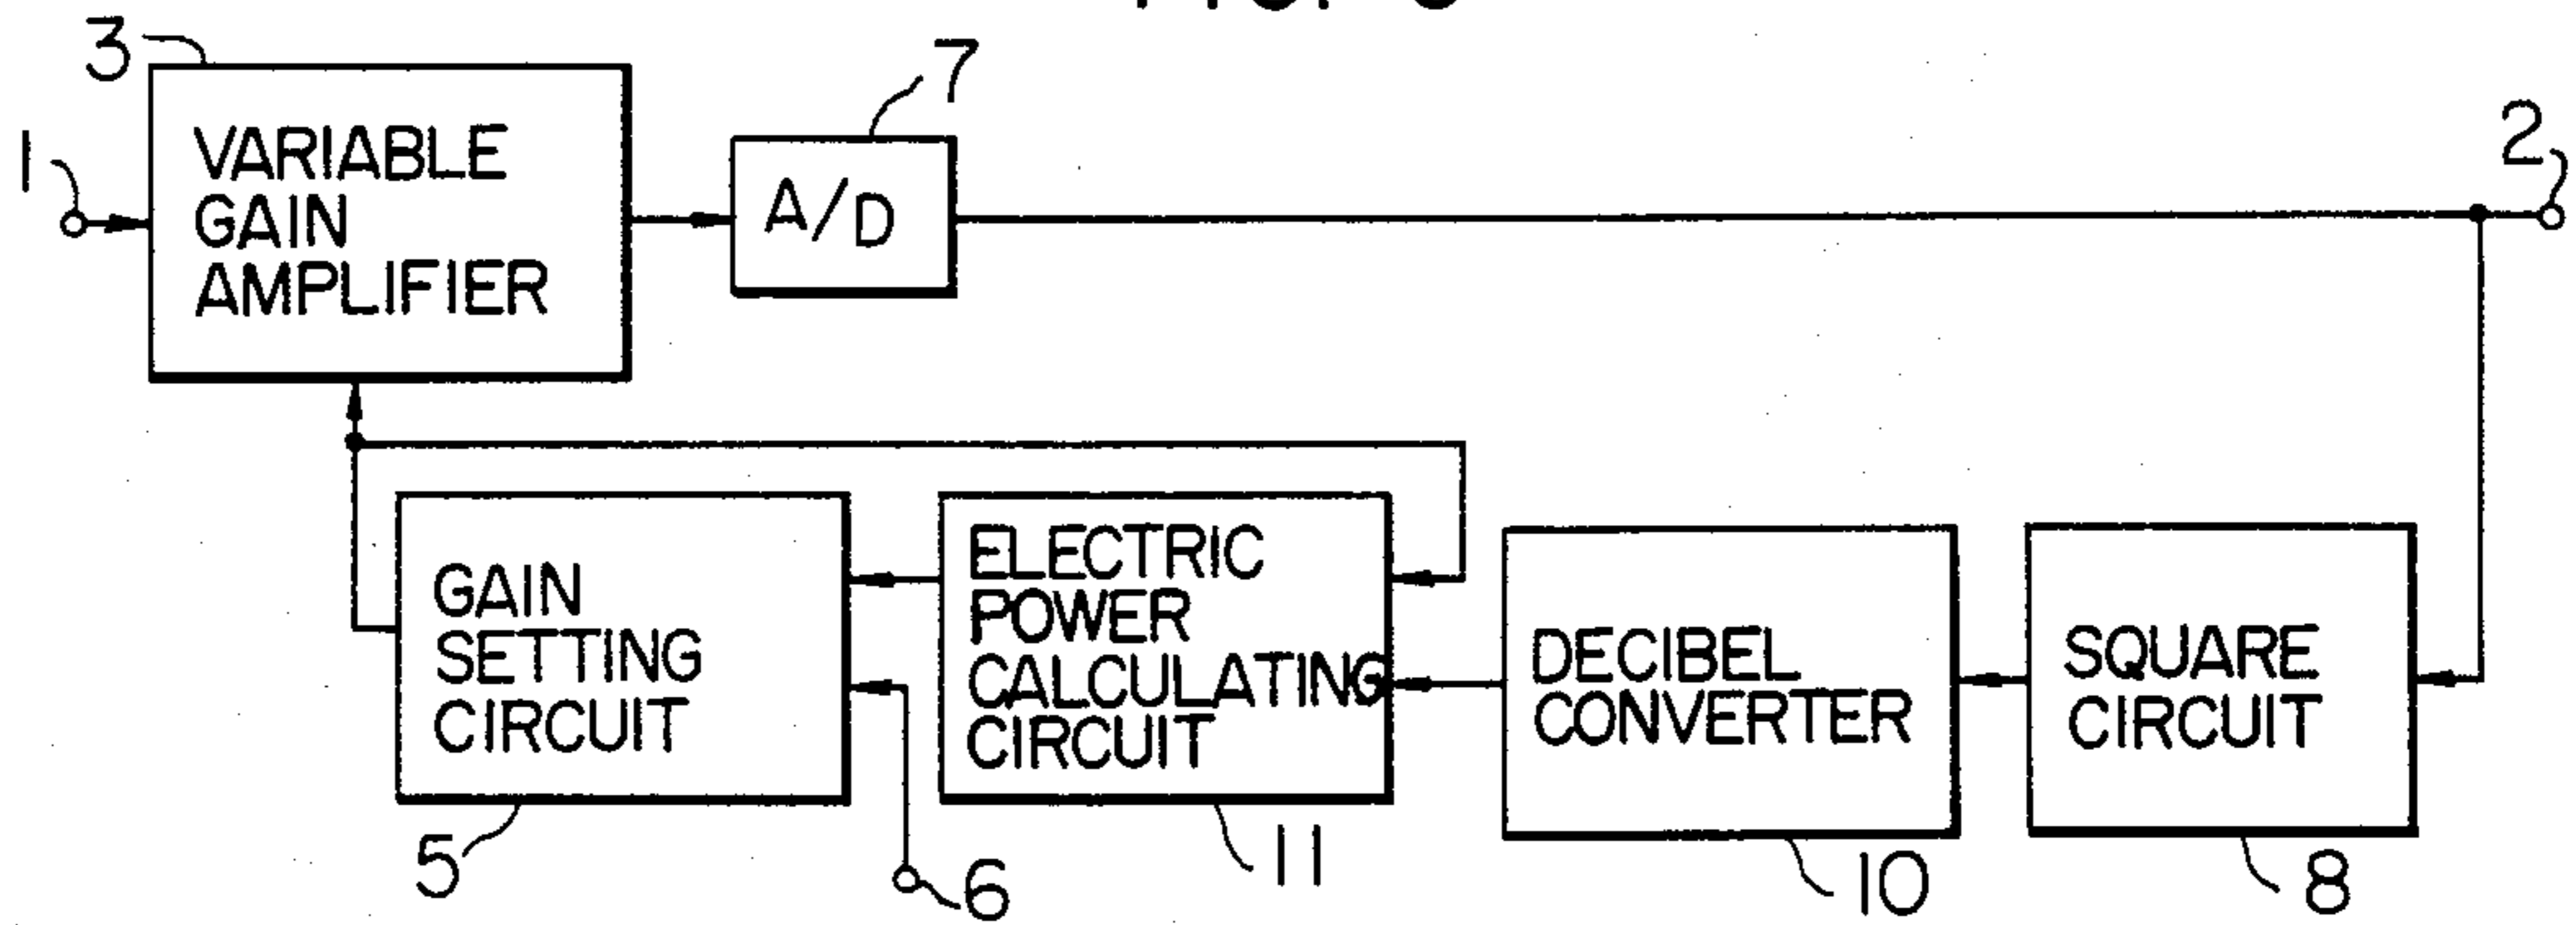 3
7
2
1
VARIABLE
GAIN
AMPLIFIER
A/D
GAIN
SETTING
CIRCUIT
ELECTRIC
POWER
CALCULATING
CIRCUIT
DECIBEL
CONVERTER
SQUARE
CIRCUIT
5
6
11
10
8